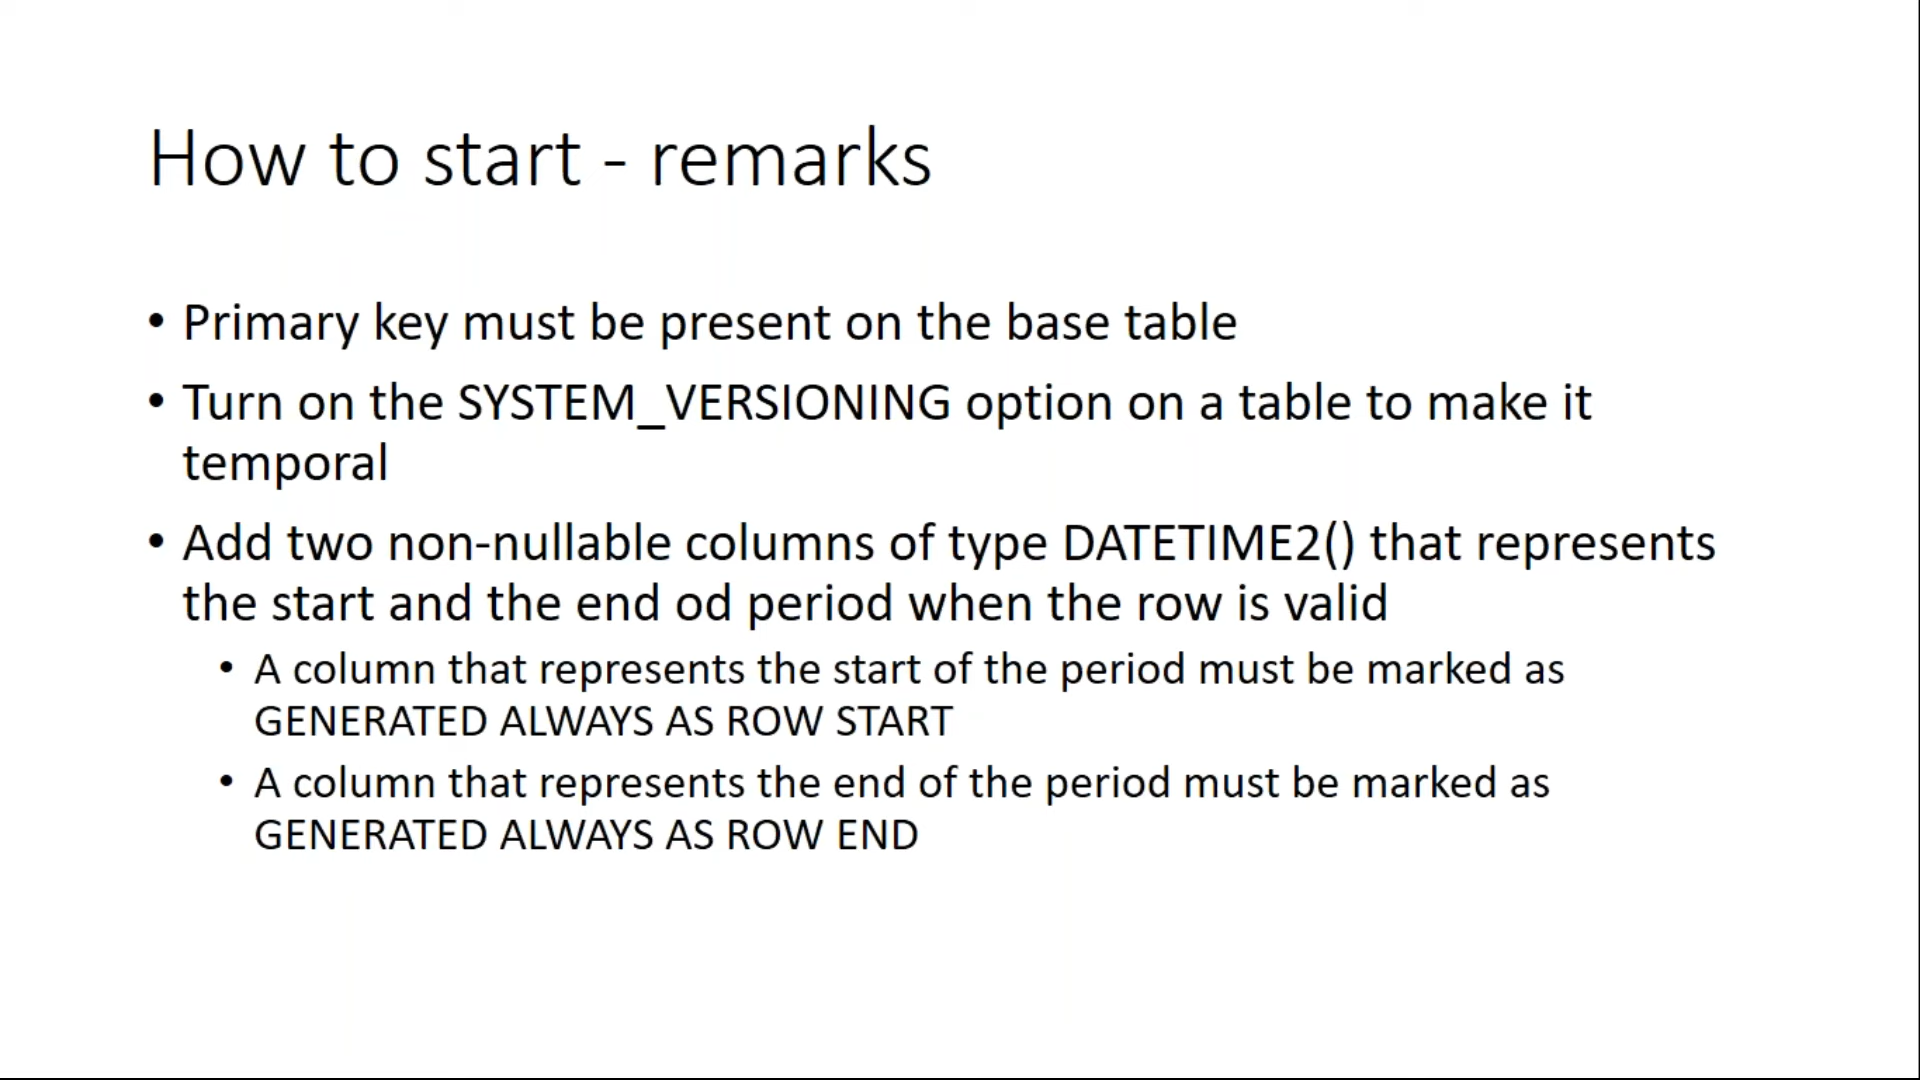 How to start - remarks
• Primary key must be present on the base table
• Turn on the SYSTEM_VERSIONING option on a table to make it
temporal
• Add two non-nullable columns of type DATETIME2() that represents
the start and the end od period when the row is valid
• A column that represents the start of the period must be marked as
GENERATED ALWAYS AS ROW START
• A column that represents the end of the period must be marked as
GENERATED ALWAYS AS ROW END